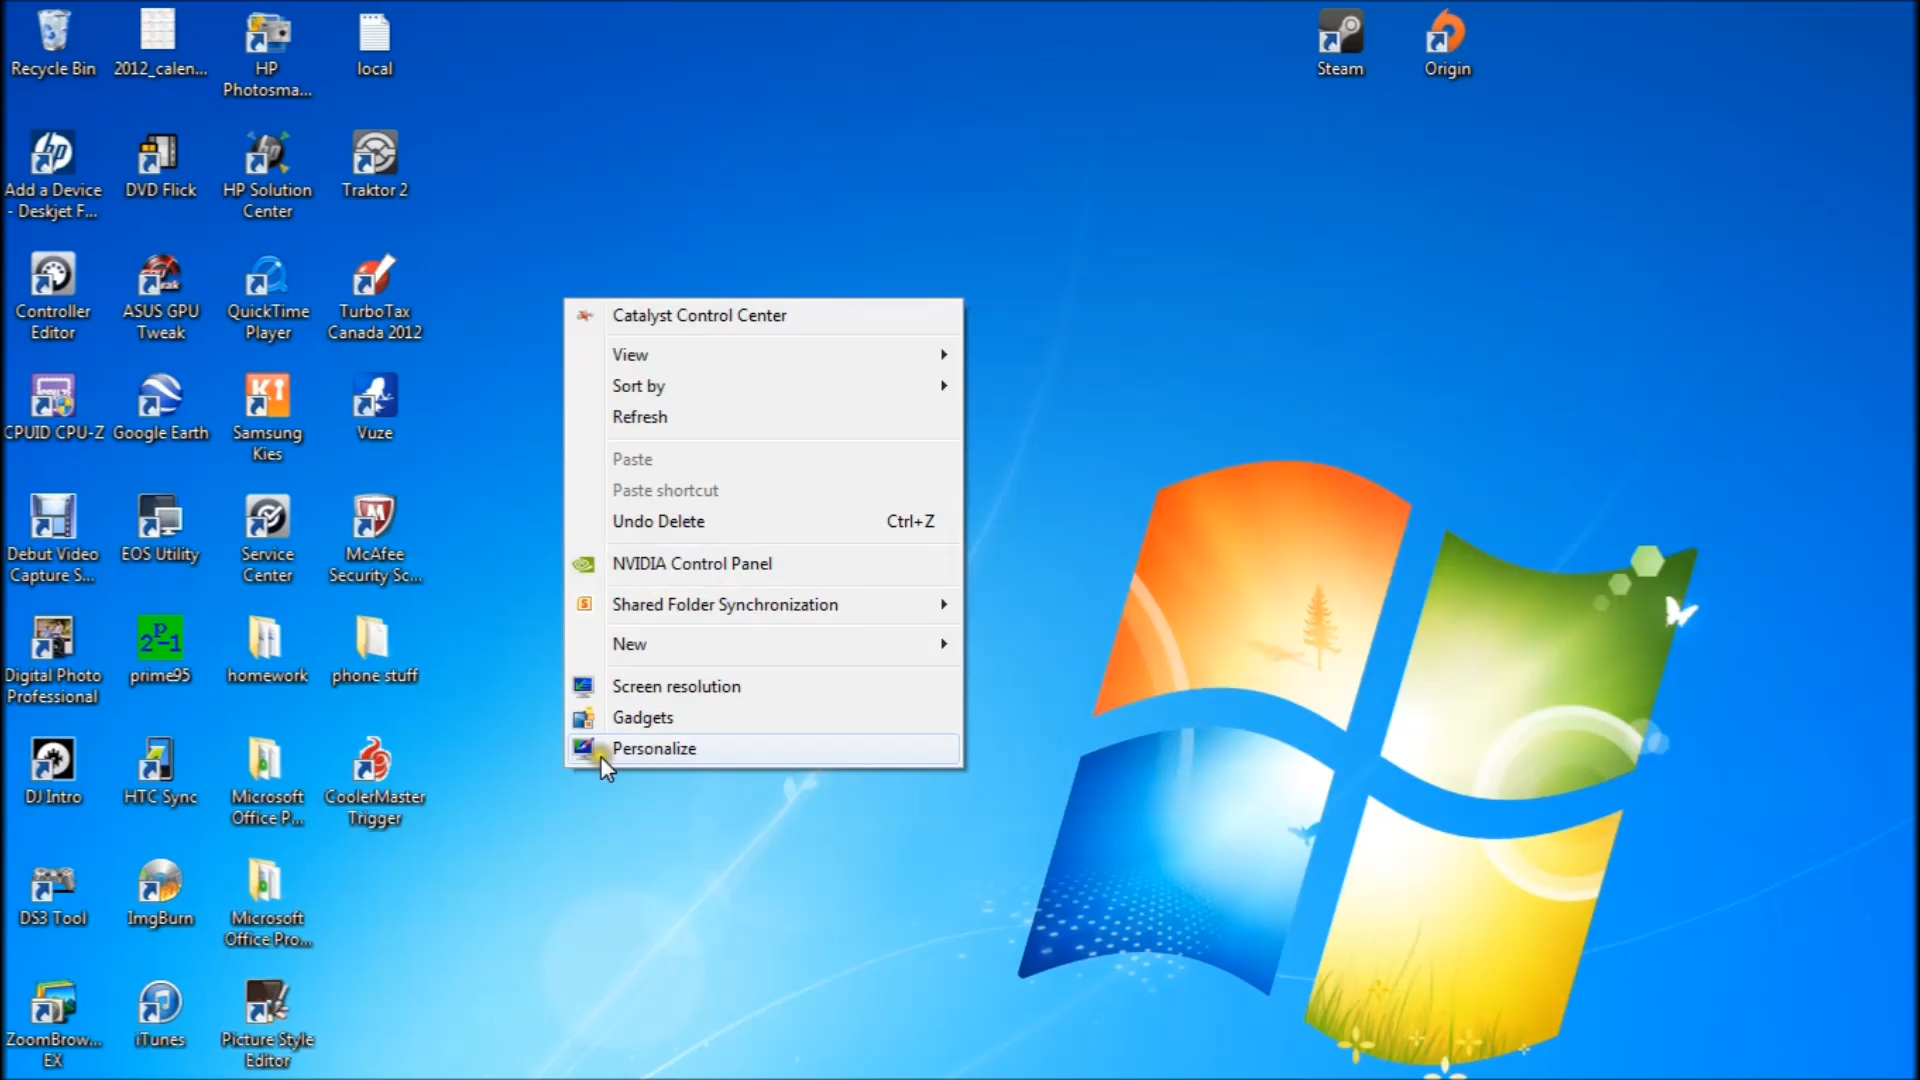 Recycle Bin
2012_calen...
HP
Photosma...
local
Steam
Origin
Add a Device
- Deskjet F...
DVD Flick
HP Solution
Center
Traktor 2
Controller
Editor
ASUS GPU
Tweak
QuickTime
Player
TurboTax
Canada 2012
CPUID CPU-Z
Google Earth
Samsung
Kies
Vuze
Debut Video
Capture S...
EOS Utility
Service
Center
McAfee
Security Sc...
Digital Photo
Professional
prime95
homework
phone stuff
DJ Intro
HTC Sync
Microsoft
Office P...
CoolerMaster
Trigger
DS3 Tool
ImgBurn
Microsoft
Office Pro...
ZoomBrow...
EX
iTunes
Picture Style
Editor
Catalyst Control Center
View
Sort by
Refresh
Paste
Paste shortcut
Undo Delete Ctrl+Z
NVIDIA Control Panel
Shared Folder Synchronization
New
Screen resolution
Gadgets
Personalize